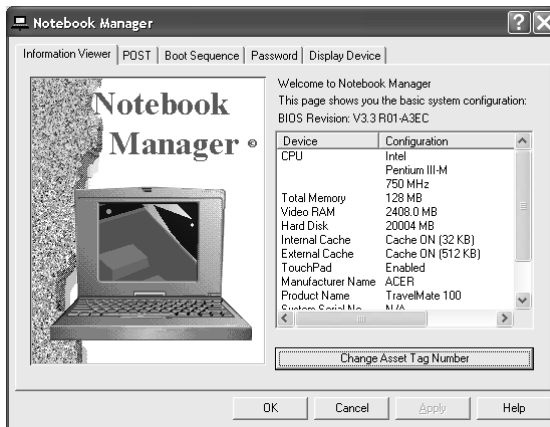 Notebook Manager
Information Viewer POST Boot Sequence Password Display Device
Notebook
Manager ©
Welcome to Notebook Manager
This page shows you the basic system configuration:
BIOS Revision: V3.3 R01-A3EC
Device Configuration
CPU Intel
Pentium III-M
750 MHz
Total Memory 128 MB
Video RAM 2408.0 MB
Hard Disk 20004 MB
Internal Cache Cache ON (32 KB)
External Cache Cache ON (512 KB)
TouchPad Enabled
Manufacturer Name ACER
Product Name TravelMate 100
System Serial No N/A
Change Asset Tag Number
OK Cancel Apply Help